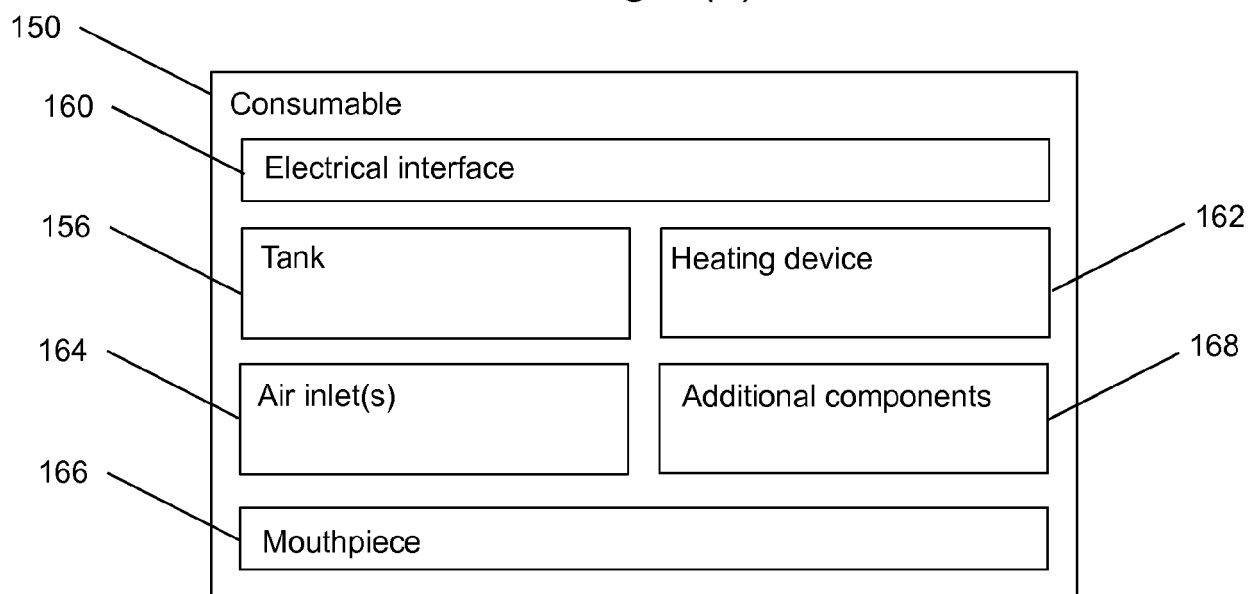 150
Consumable
160
Electrical interface
156
Tank
Heating device
162
164
Air inlet(s)
Additional components
168
166
Mouthpiece